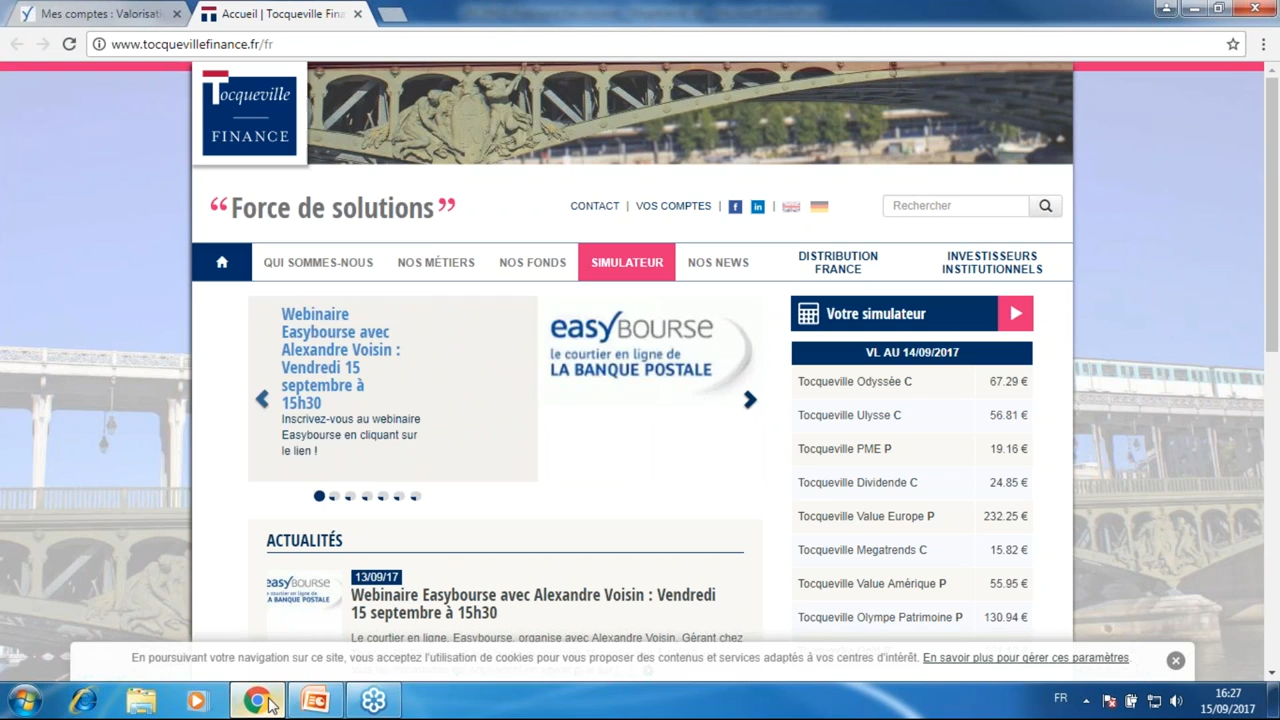 Mes comptes : Valorisati
Accueil | Tocqueville Fina
www.tocquevillefinance.fr/fr
Tocqueville
FINANCE
“Force de solutions”
CONTACT | VOS COMPTES | f in |
Rechercher
QUI SOMMES-NOUS NOS MÉTIERS NOS FONDS SIMULATEUR NOS NEWS
DISTRIBUTION
FRANCE
INVESTISSEURS
INSTITUTIONNELS
Webinaire
Easybourse avec
Alexandre Voisin :
Vendredi 15
septembre à
15h30
Inscrivez-vous au webinaire
Easybourse en cliquant sur
le lien !
easyBOURSE
le courtier en ligne de
LA BANQUE POSTALE
Votre simulateur
VL AU 14/09/2017
Tocqueville Odyssée C 67.29 €
Tocqueville Ulysse C 56.81 €
Tocqueville PME P 19.16 €
Tocqueville Dividende C 24.85 €
Tocqueville Value Europe P 232.25 €
Tocqueville Megatrends C 15.82 €
Tocqueville Value Amérique P 55.95 €
Tocqueville Olympe Patrimoine P 130.94 €
ACTUALITÉS
easyBOURSE
LA BANQUE POSTALE
13/09/17
Webinaire Easybourse avec Alexandre Voisin : Vendredi
15 septembre à 15h30
Le courtier en ligne, Easybourse, organise avec Alexandre Voisin, Gérant chez
En poursuivant votre navigation sur ce site, vous acceptez l'utilisation de cookies pour vous proposer des contenus et services adaptés à vos centres d'intérêt. En savoir plus pour gérer ces paramètres.
FR
16:27
15/09/2017